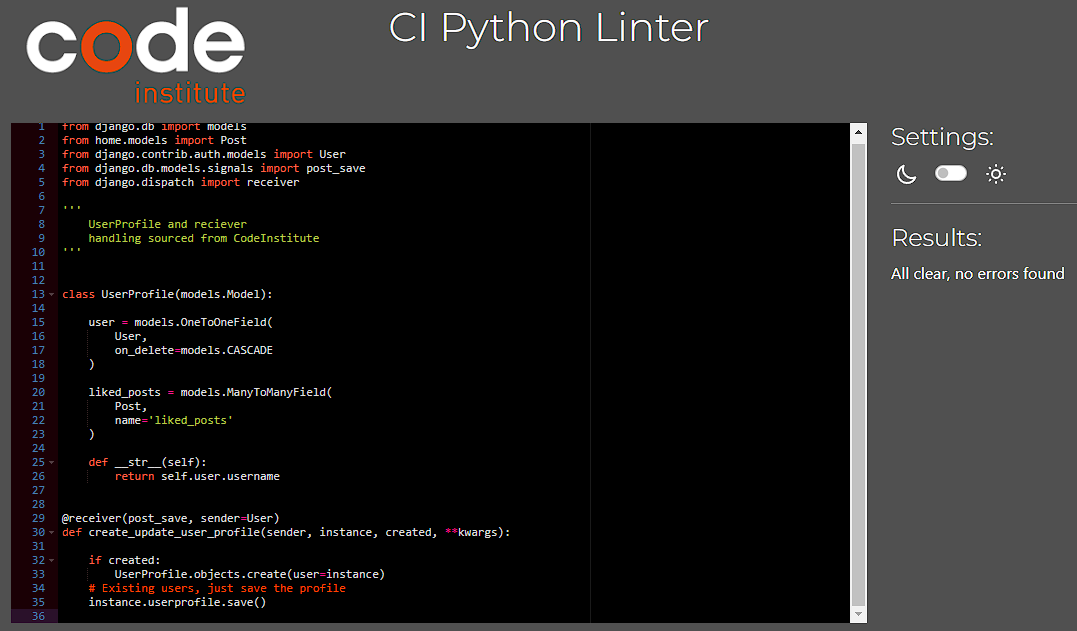 code
institute
CI Python Linter
1 from django.db import models
2 from home.models import Post
3 from django.contrib.auth.models import User
4 from django.db.models.signals import post_save
5 from django.dispatch import receiver
6
7 '''
8     UserProfile and reciever
9     handling sourced from CodeInstitute
10 '''
11
12
13 class UserProfile(models.Model):
14
15     user = models.OneToOneField(
16         User,
17         on_delete=models.CASCADE
18     )
19
20     liked_posts = models.ManyToManyField(
21         Post,
22         name='liked_posts'
23     )
24
25     def __str__(self):
26         return self.user.username
27
28
29 @receiver(post_save, sender=User)
30 def create_update_user_profile(sender, instance, created, **kwargs):
31
32     if created:
33         UserProfile.objects.create(user=instance)
34     # Existing users, just save the profile
35     instance.userprofile.save()
36
Settings:
Results:
All clear, no errors found